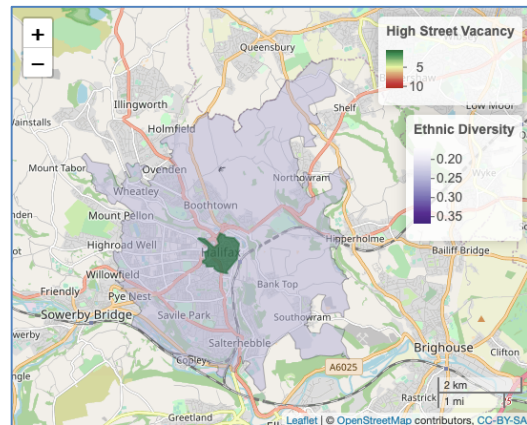 +
−
High Street Vacancy
5
10
Ethnic Diversity
0.20
0.25
0.30
0.35
Queensbury
Shelf
Low Moor
Illingworth
Holmfield
Mount Tabor
Ovenden
Northowram
Wheatley
Boothtown
Wyke
Mount Pellon
Halifax
Hipperholme
Highroad Well
Bailiff Bridge
Willowfield
Bank Top
Friendly
Pye Nest
Sowerby Bridge
Savile Park
Southowram
Salterhebble
Brighouse
Clifton
Copley
A6025
Rastrick
Greetland
2 km
1 mi
Leaflet | © OpenStreetMap contributors, CC-BY-SA